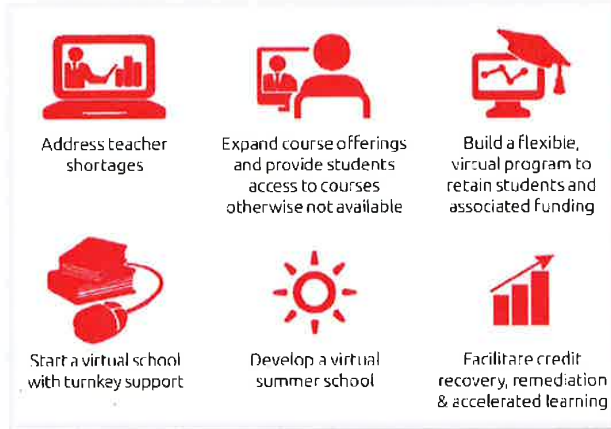 Address teacher
shortages
Expand course offerings
and provide students
access to courses
otherwise not available
Build a flexible,
virtual program to
retain students and
associated funding
Start a virtual school
with turnkey support
Develop a virtual
summer school
Facilitate credit
recovery, remediation
& accelerated learning